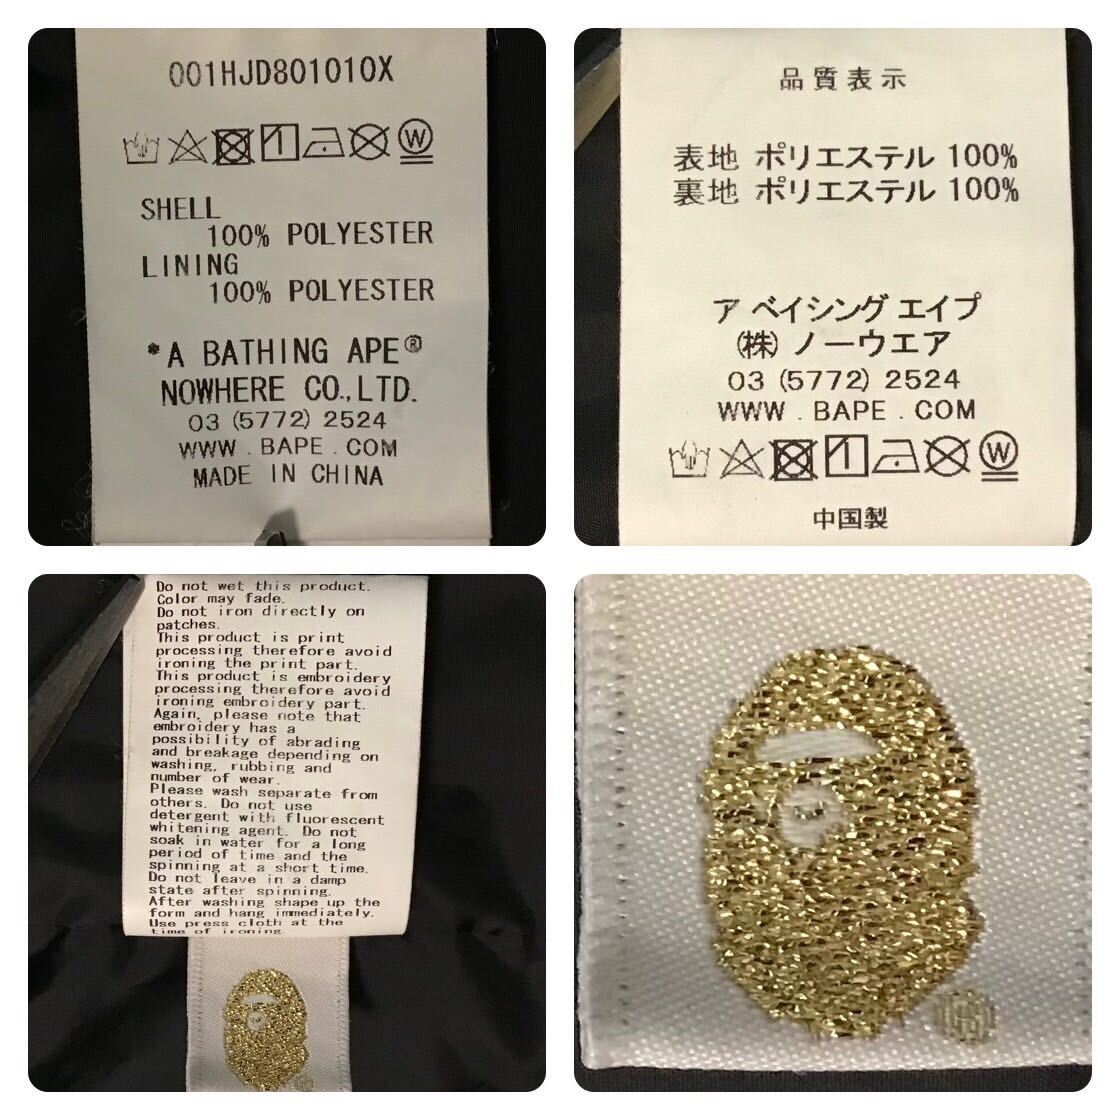 001HJD801010X
W
SHELL
100% POLYESTER
LINING
100% POLYESTER
*A BATHING APE®
NOWHERE CO.,LTD.
03 (5772) 2524
WWW . BAPE . COM
MADE IN CHINA
品質表示
表地 ポリエステル 100%
裏地 ポリエステル 100%
ア ベイシング エイプ
(株) ノーウエア
03 (5772) 2524
WWW . BAPE . COM
W
中国製
Do not wet this product.
Color may fade.
Do not iron directly on
patches.
This product is print
processing therefore avoid
ironing the print part.
This product is embroidery
processing therefore avoid
ironing embroidery part.
Again, please note that
embroidery has a
possibility of abrading
and breakage depending on
washing, rubbing and
number of wear.
Please wash separate from
others. Do not use
detergent with fluorescent
whitening agent. Do not
soak in water for a long
period of time and the
spinning at a short time.
Do not leave in a damp
state after spinning.
After washing shape up the
form and hang immediately.
Use press cloth at the
time of ironing.